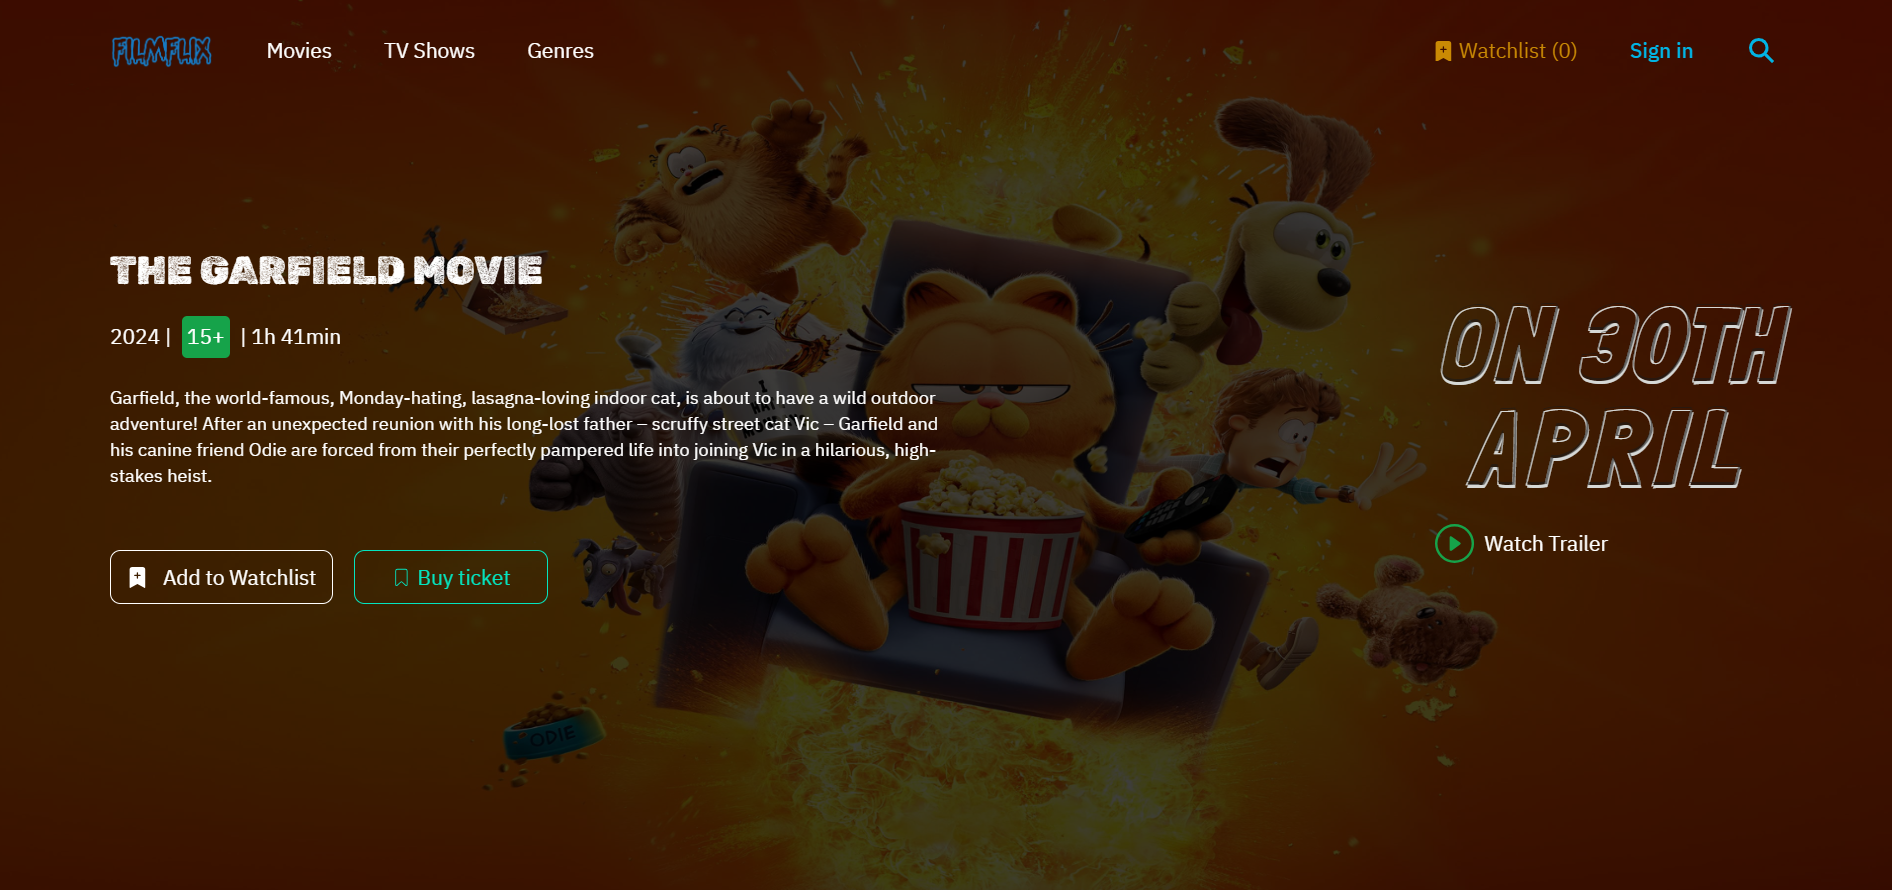 FILMFLIX
Movies
TV Shows
Genres
Watchlist (0)
Sign in
THE GARFIELD MOVIE
2024 | 15+ | 1h 41min
Garfield, the world-famous, Monday-hating, lasagna-loving indoor cat, is about to have a wild outdoor
adventure! After an unexpected reunion with his long-lost father – scruffy street cat Vic – Garfield and
his canine friend Odie are forced from their perfectly pampered life into joining Vic in a hilarious, high-
stakes heist.
Add to Watchlist
Buy ticket
ON 30TH
APRIL
Watch Trailer
ODIE